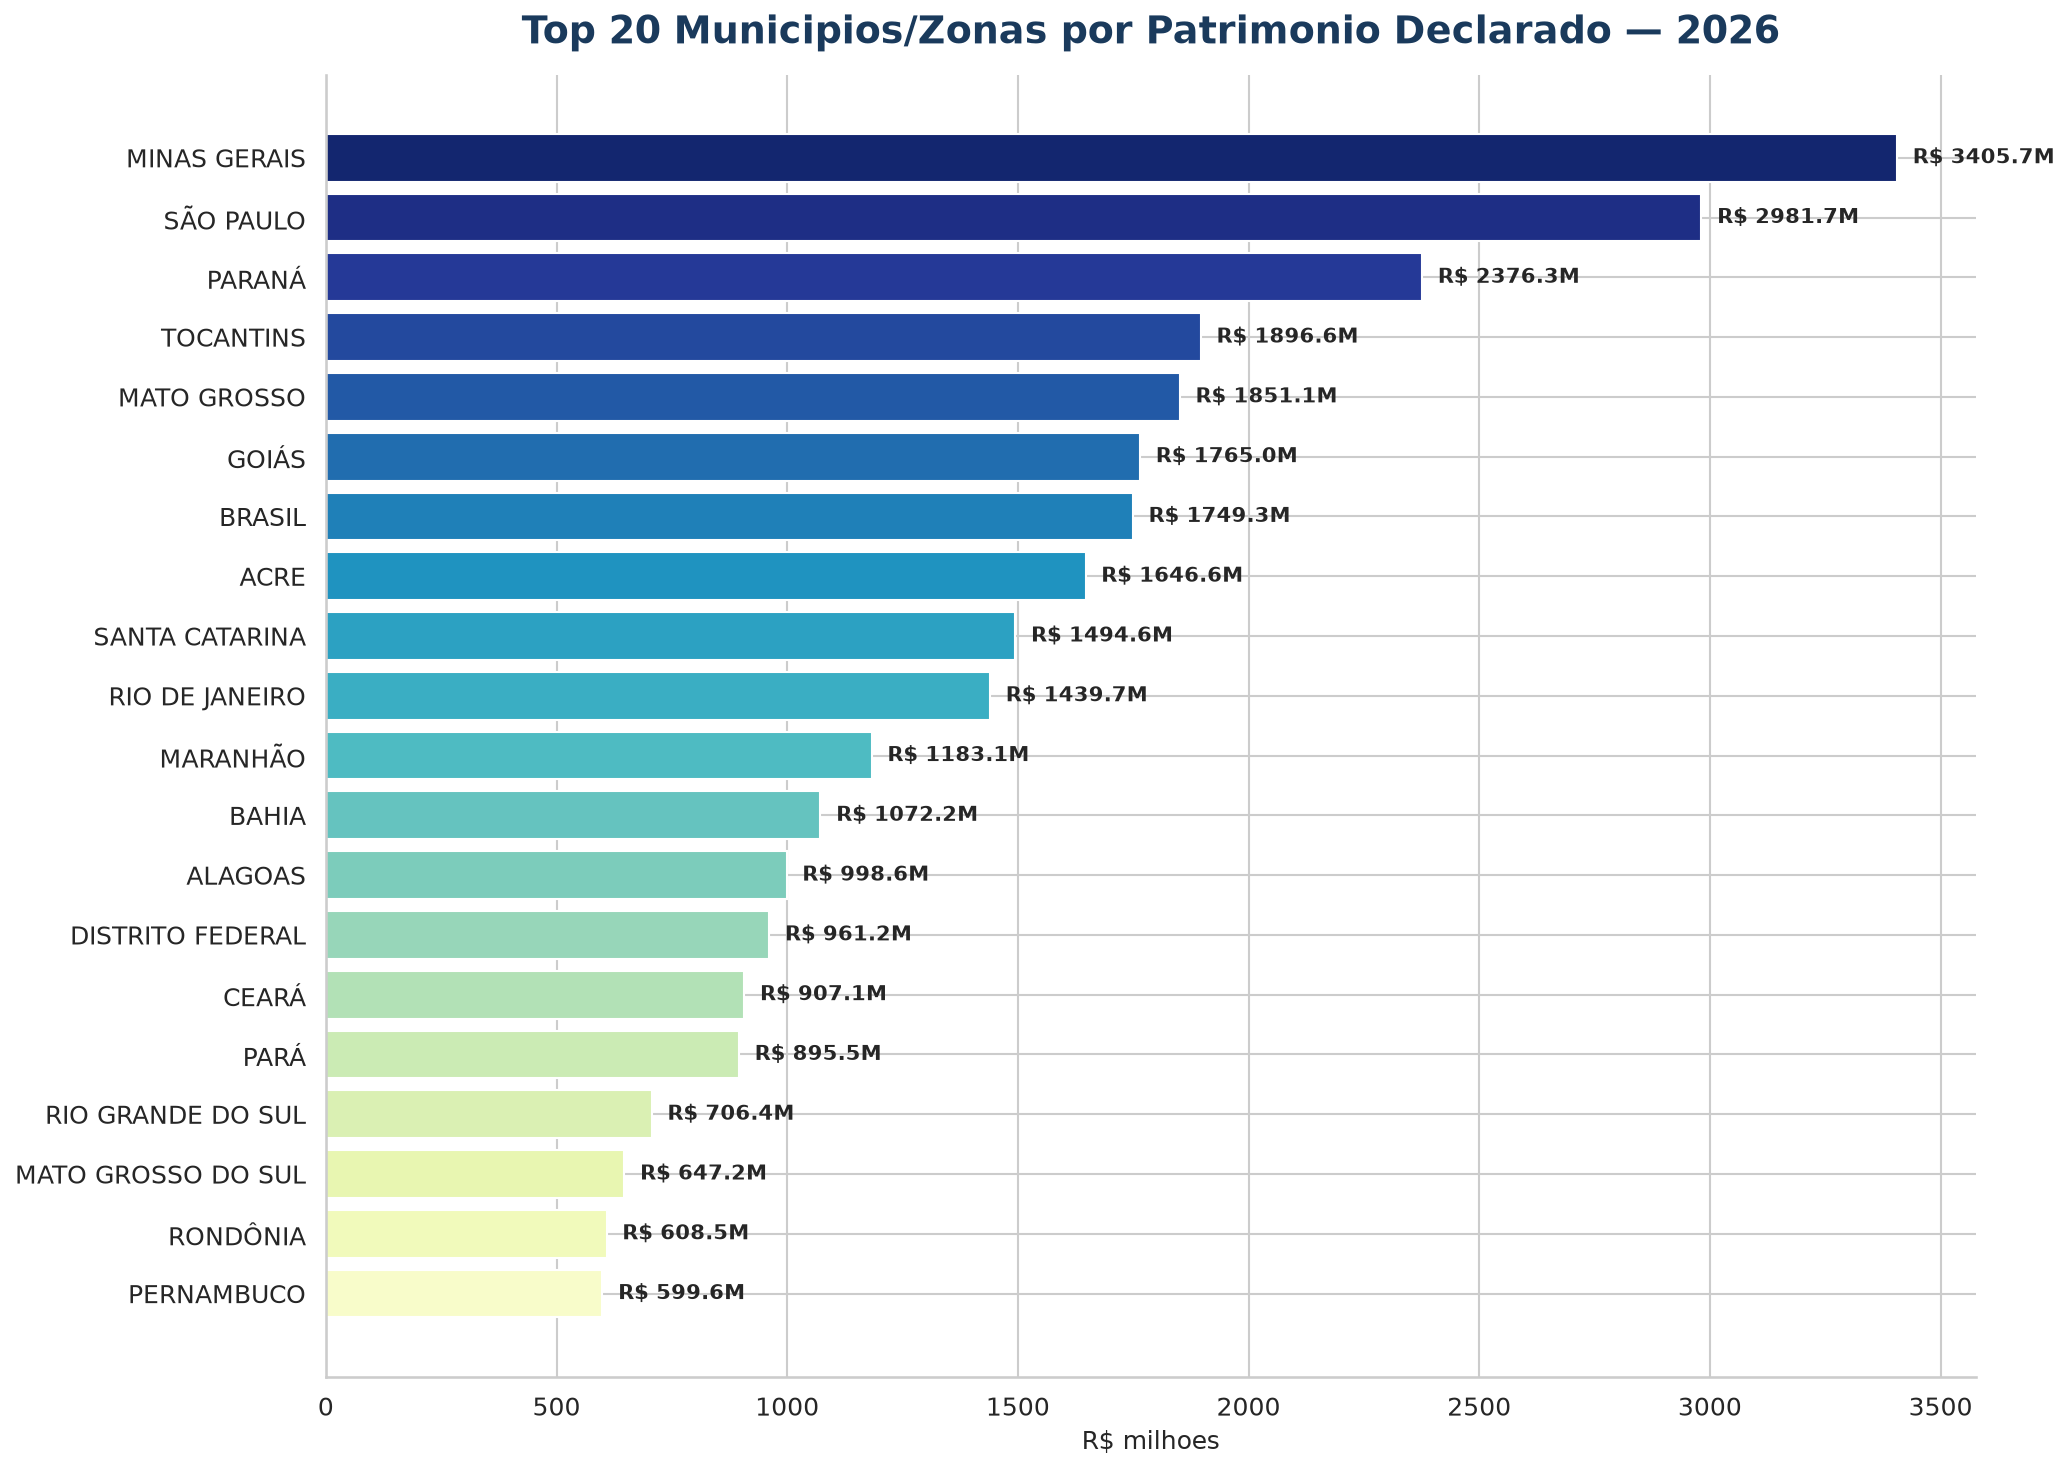 Top 20 Municipios/Zonas por Patrimonio Declarado — 2026
MINAS GERAIS R$ 3405.7M
SÃO PAULO R$ 2981.7M
PARANÁ R$ 2376.3M
TOCANTINS R$ 1896.6M
MATO GROSSO R$ 1851.1M
GOIÁS R$ 1765.0M
BRASIL R$ 1749.3M
ACRE R$ 1646.6M
SANTA CATARINA R$ 1494.6M
RIO DE JANEIRO R$ 1439.7M
MARANHÃO R$ 1183.1M
BAHIA R$ 1072.2M
ALAGOAS R$ 998.6M
DISTRITO FEDERAL R$ 961.2M
CEARÁ R$ 907.1M
PARÁ R$ 895.5M
RIO GRANDE DO SUL R$ 706.4M
MATO GROSSO DO SUL R$ 647.2M
RONDÔNIA R$ 608.5M
PERNAMBUCO R$ 599.6M
0 500 1000 1500 2000 2500 3000 3500
R$ milhoes